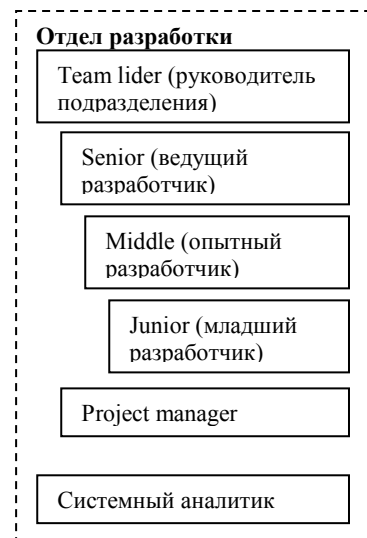 Отдел разработки
Team lider (руководитель
подразделения)
Senior (ведущий
разработчик)
Middle (опытный
разработчик)
Junior (младший
разработчик)
Project manager
Системный аналитик